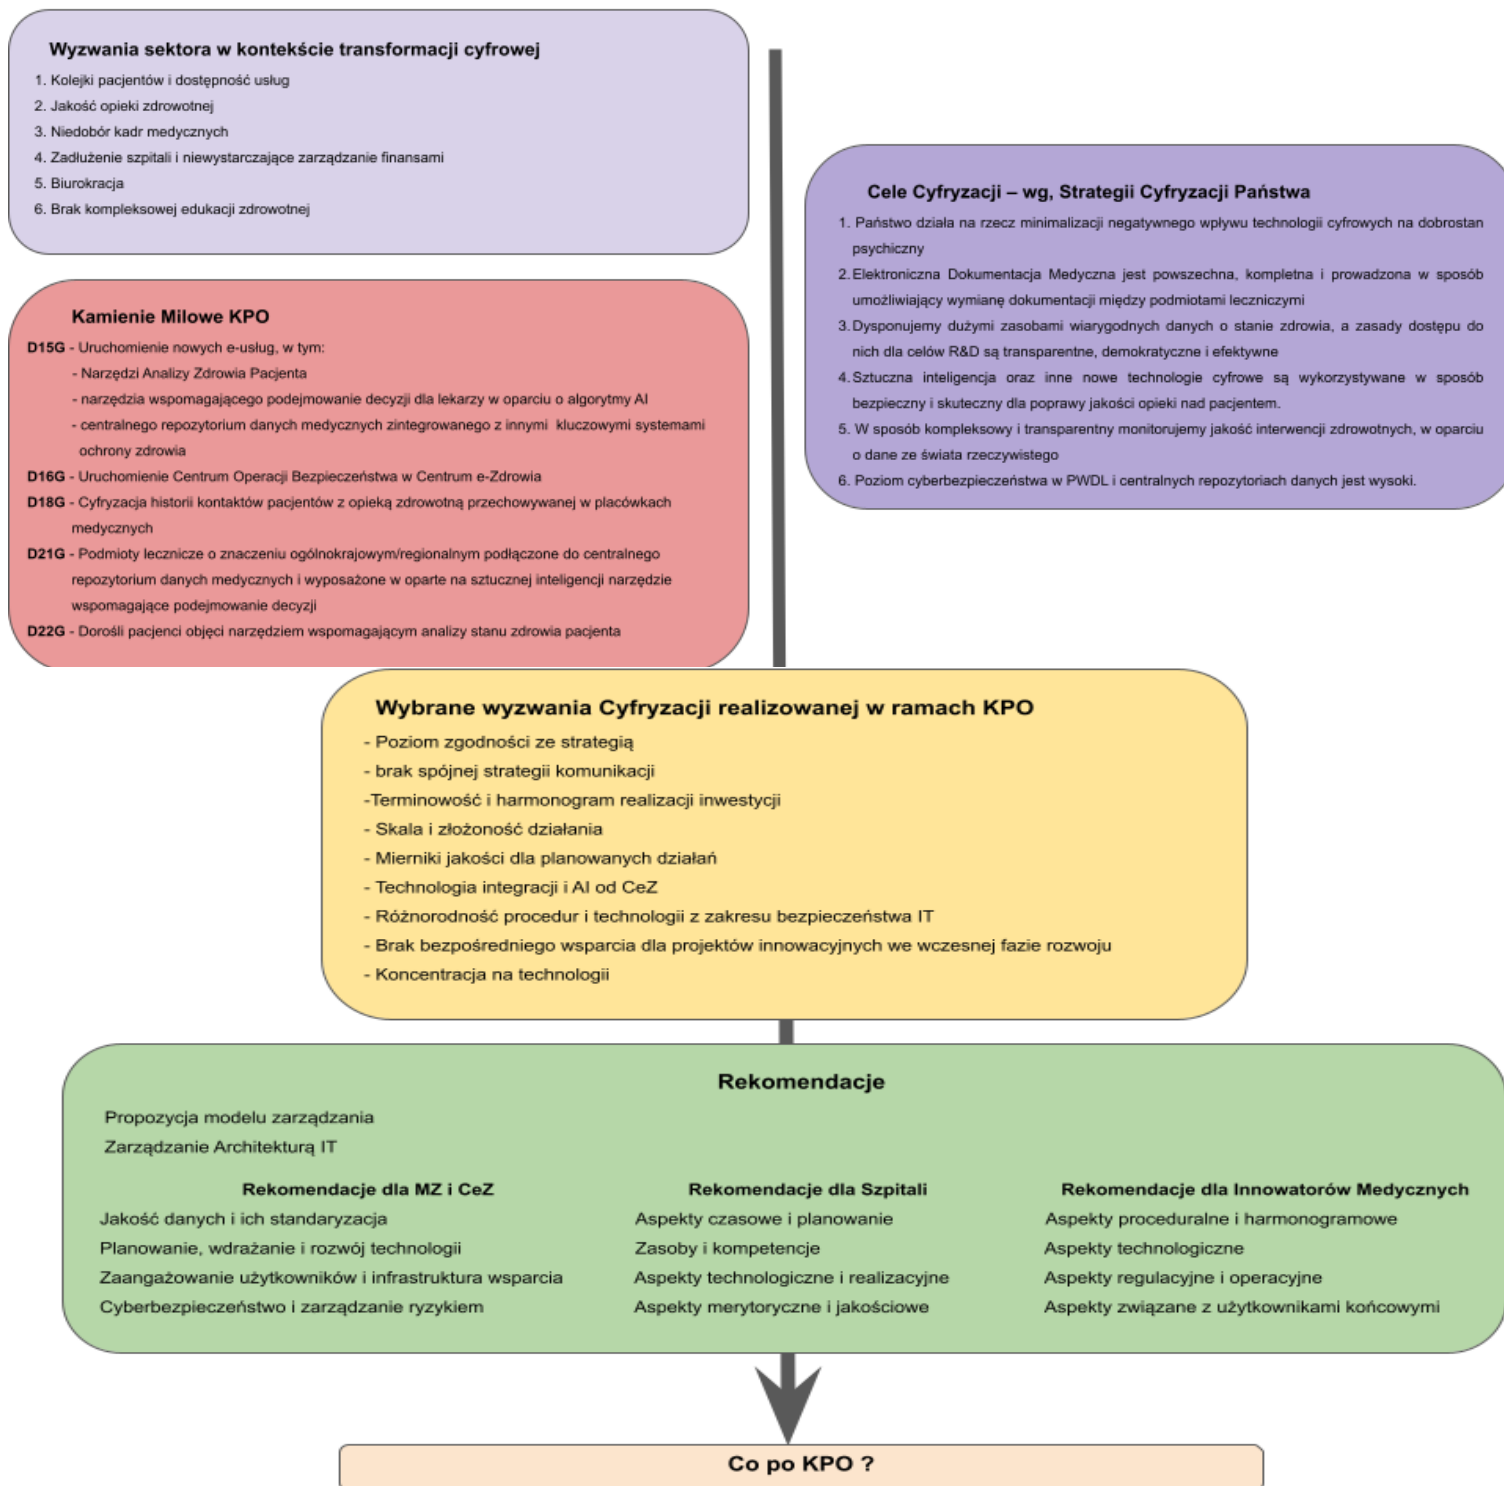 Wyzwania sektora w kontekście transformacji cyfrowej
1. Kolejki pacjentów i dostępność usług
2. Jakość opieki zdrowotnej
3. Niedobór kadr medycznych
4. Zadłużenie szpitali i niewystarczające zarządzanie finansami
5. Biurokracja
6. Brak kompleksowej edukacji zdrowotnej
Cele Cyfryzacji – wg, Strategii Cyfryzacji Państwa
1. Państwo działa na rzecz minimalizacji negatywnego wpływu technologii cyfrowych na dobrostan
psychiczny
2. Elektroniczna Dokumentacja Medyczna jest powszechna, kompletna i prowadzona w sposób
umożliwiający wymianę dokumentacji między podmiotami leczniczymi
3. Dysponujemy dużymi zasobami wiarygodnych danych o stanie zdrowia, a zasady dostępu do
nich dla celów R&D są transparentne, demokratyczne i efektywne
4. Sztuczna inteligencja oraz inne nowe technologie cyfrowe są wykorzystywane w sposób
bezpieczny i skuteczny dla poprawy jakości opieki nad pacjentem.
5. W sposób kompleksowy i transparentny monitorujemy jakość interwencji zdrowotnych, w oparciu
o dane ze świata rzeczywistego
6. Poziom cyberbezpieczeństwa w PWDL i centralnych repozytoriach danych jest wysoki.
Kamienie Milowe KPO
D15G - Uruchomienie nowych e-usług, w tym:
- Narzędzi Analizy Zdrowia Pacjenta
- narzędzia wspomagającego podejmowanie decyzji dla lekarzy w oparciu o algorytmy AI
- centralnego repozytorium danych medycznych zintegrowanego z innymi kluczowymi systemami
ochrony zdrowia
D16G - Uruchomienie Centrum Operacji Bezpieczeństwa w Centrum e-Zdrowia
D18G - Cyfryzacja historii kontaktów pacjentów z opieką zdrowotną przechowywanej w placówkach
medycznych
D21G - Podmioty lecznicze o znaczeniu ogólnokrajowym/regionalnym podłączone do centralnego
repozytorium danych medycznych i wyposażone w oparte na sztucznej inteligencji narzędzie
wspomagające podejmowanie decyzji
D22G - Dorośli pacjenci objęci narzędziem wspomagającym analizy stanu zdrowia pacjenta
Wybrane wyzwania Cyfryzacji realizowanej w ramach KPO
- Poziom zgodności ze strategią
- brak spójnej strategii komunikacji
-Terminowość i harmonogram realizacji inwestycji
- Skala i złożoność działania
- Mierniki jakości dla planowanych działań
- Technologia integracji i AI od CeZ
- Różnorodność procedur i technologii z zakresu bezpieczeństwa IT
- Brak bezpośredniego wsparcia dla projektów innowacyjnych we wczesnej fazie rozwoju
- Koncentracja na technologii
Rekomendacje
Propozycja modelu zarządzania
Zarządzanie Architekturą IT
Rekomendacje dla MZ i CeZ
Jakość danych i ich standaryzacja
Planowanie, wdrażanie i rozwój technologii
Zaangażowanie użytkowników i infrastruktura wsparcia
Cyberbezpieczeństwo i zarządzanie ryzykiem
Rekomendacje dla Szpitali
Aspekty czasowe i planowanie
Zasoby i kompetencje
Aspekty technologiczne i realizacyjne
Aspekty merytoryczne i jakościowe
Rekomendacje dla Innowatorów Medycznych
Aspekty proceduralne i harmonogramowe
Aspekty technologiczne
Aspekty regulacyjne i operacyjne
Aspekty związane z użytkownikami końcowymi
Co po KPO ?